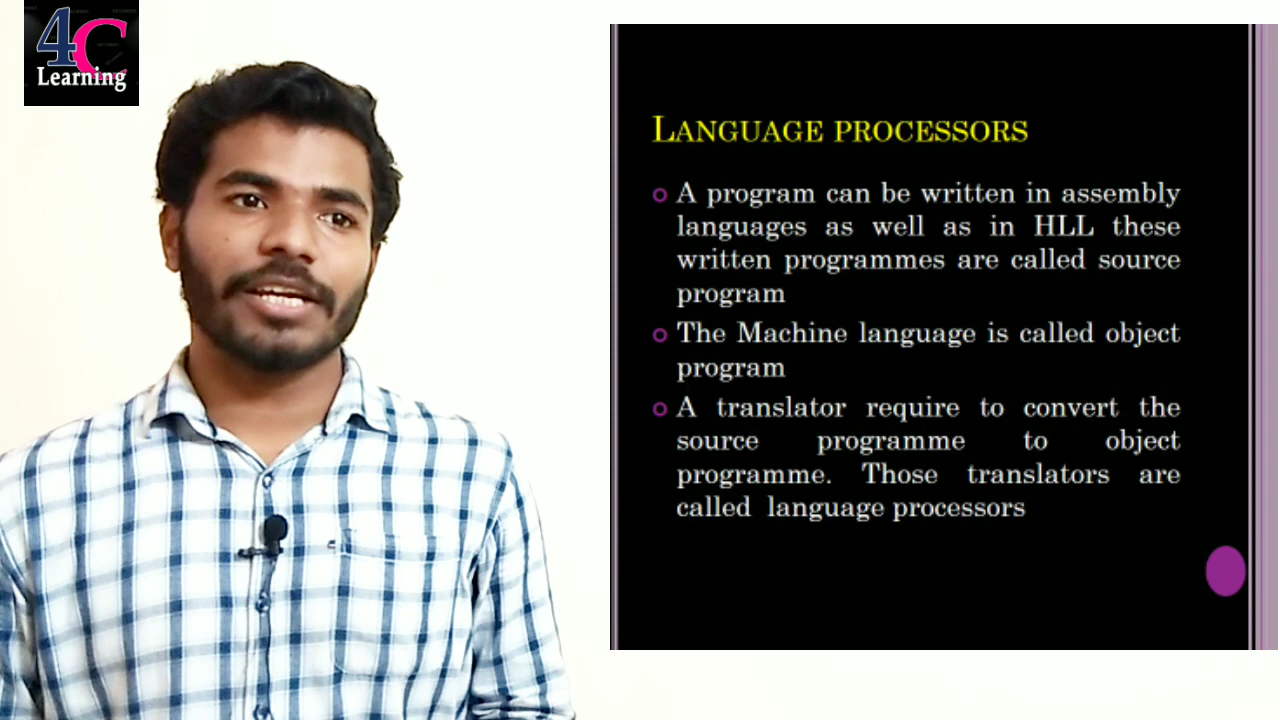 4C
Learning
LANGUAGE PROCESSORS
A program can be written in assembly
languages as well as in HLL these
written programmes are called source
program
The Machine language is called object
program
A translator require to convert the
source programme to object
programme. Those translators are
called language processors